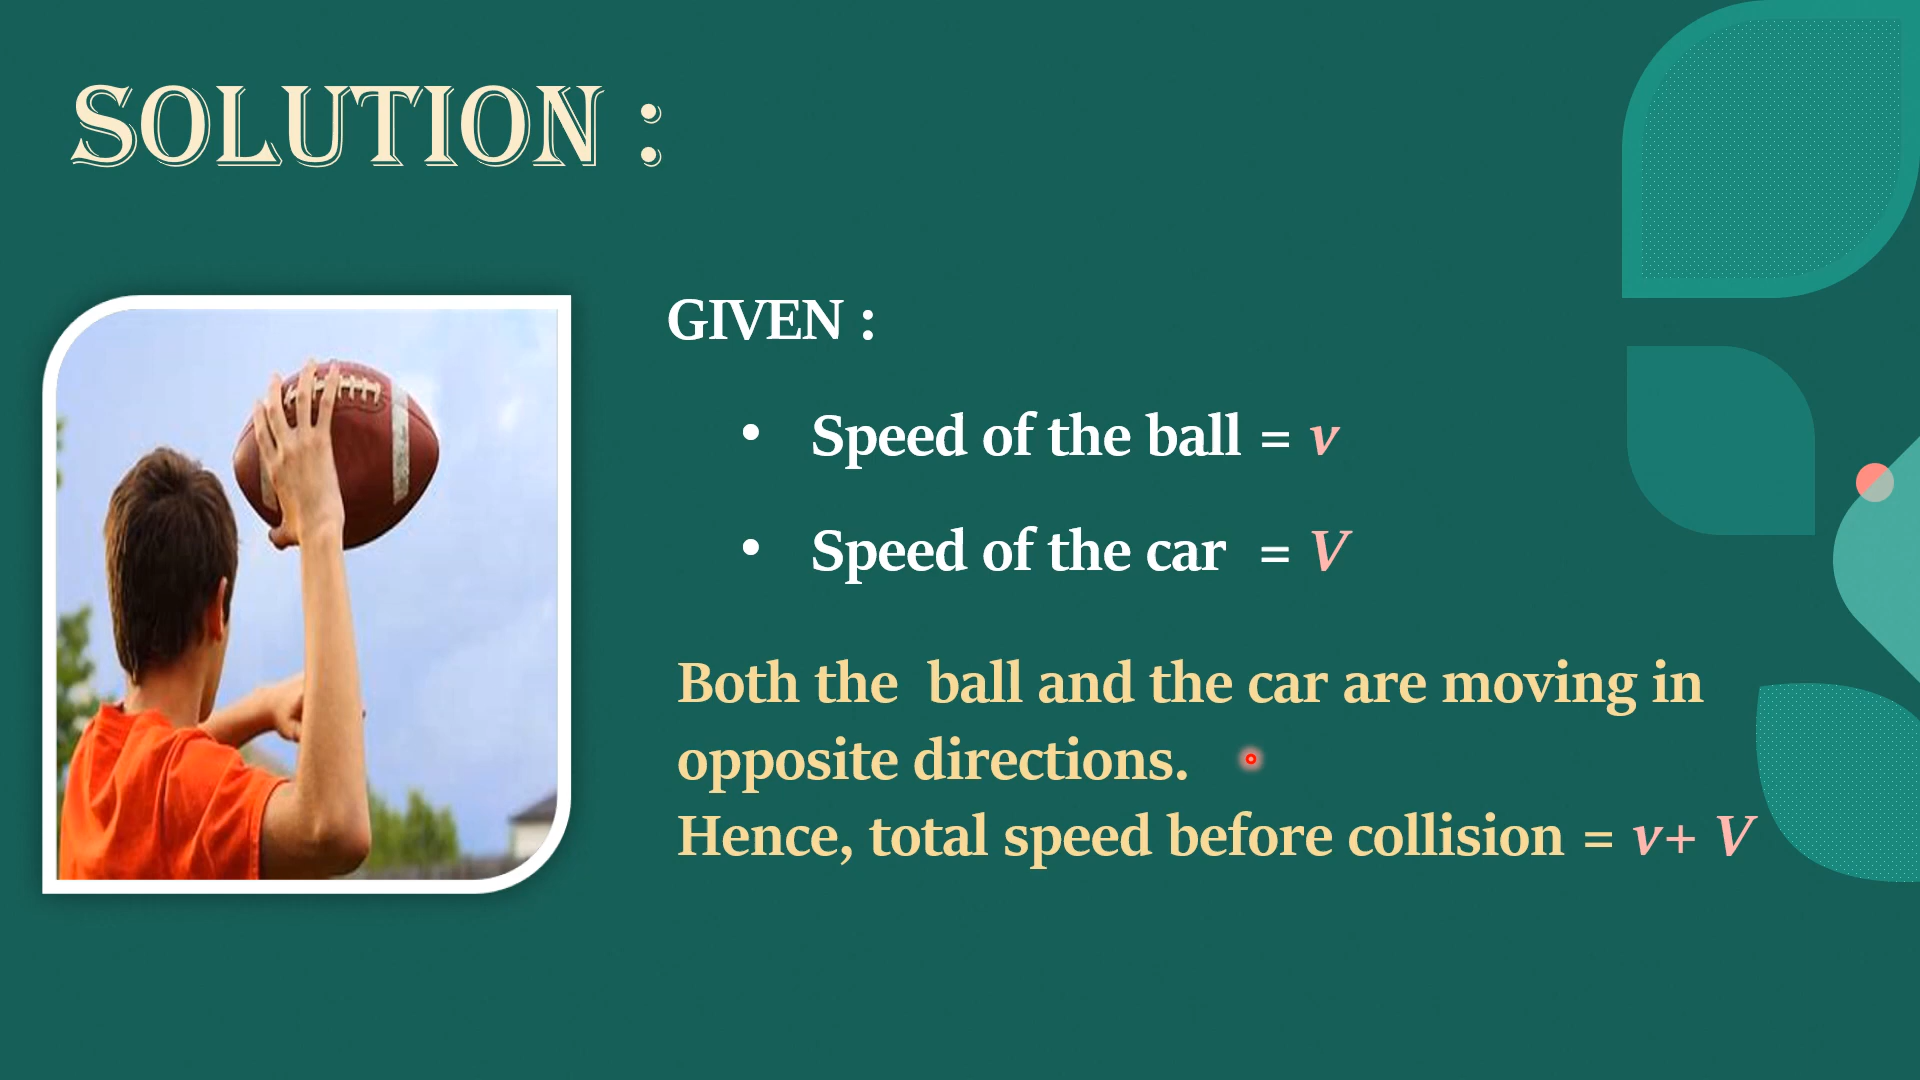 SOLUTION :
GIVEN :
• Speed of the ball = v
• Speed of the car = V
Both the ball and the car are moving in
opposite directions.
Hence, total speed before collision = v+ V